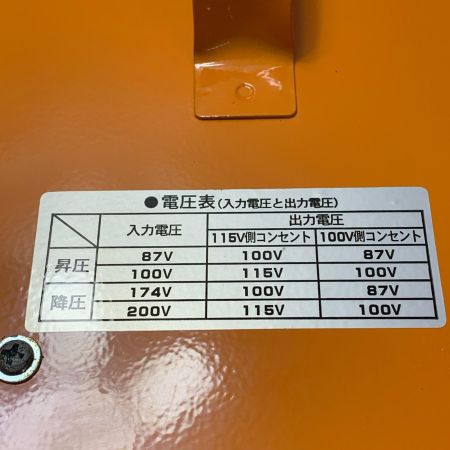 ●電圧表(入力電圧と出力電圧)
入力電圧 出力電圧
115V側コンセント 100V側コンセント
昇圧 87V 100V 87V
100V 115V 100V
降圧 174V 100V 87V
200V 115V 100V